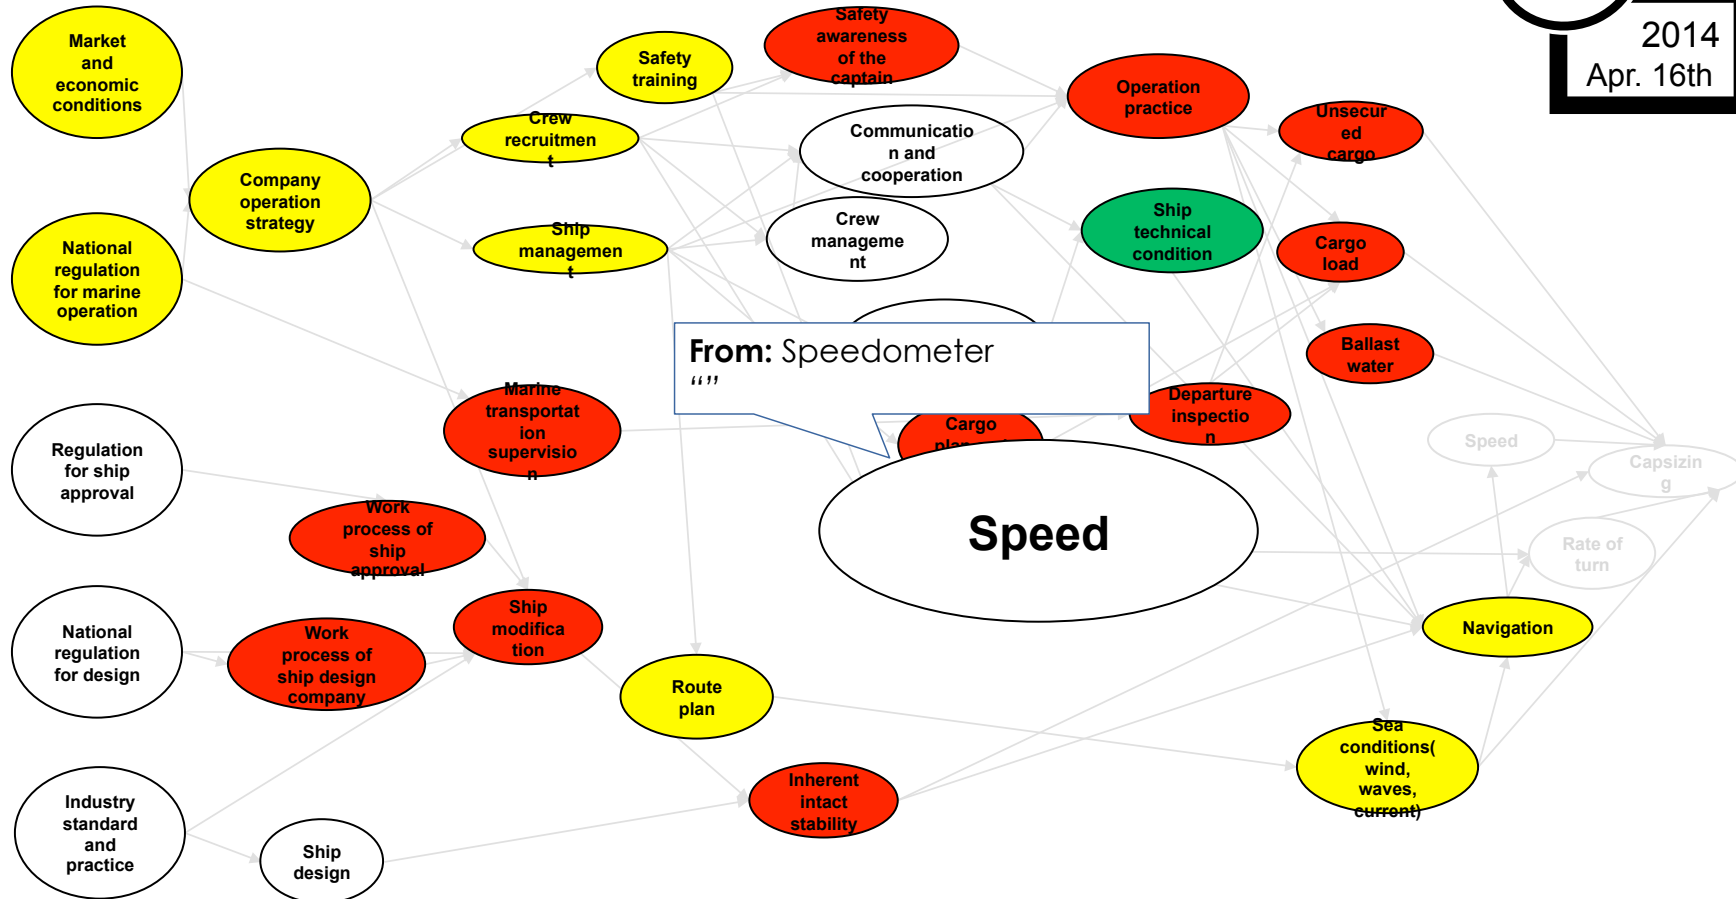 Market
and
economic
conditions
National
regulation
for marine
operation
Regulation
for ship
approval
National
regulation
for design
Industry
standard
and
practice
Company
operation
strategy
Work
process of
ship
approval
Work
process of
ship design
company
Ship
design
Safety
training
Crew
recruitmen
t
Ship
managemen
t
Marine
transportat
ion
supervisio
n
Ship
modifica
tion
Route
plan
Safety
awareness
of the
captain
Communicatio
n and
cooperation
Crew
manageme
nt
From: Speedometer
“”
Cargo
Speed
Inherent
intact
stability
Operation
practice
Ship
technical
condition
Departure
inspectio
n
Unsecur
ed
cargo
Cargo
load
Ballast
water
Speed
Capsizin
g
Rate of
turn
Navigation
Sea
conditions(
wind,
waves,
current)
2014
Apr. 16th